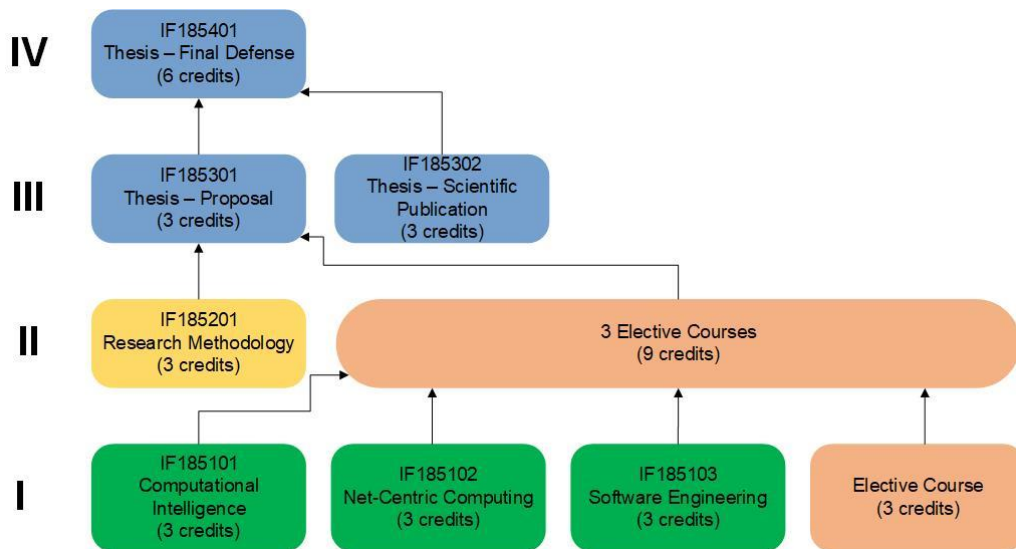 IV
IF185401
Thesis – Final Defense
(6 credits)
III
IF185301
Thesis – Proposal
(3 credits)
IF185302
Thesis – Scientific
Publication
(3 credits)
II
IF185201
Research Methodology
(3 credits)
3 Elective Courses
(9 credits)
I
IF185101
Computational
Intelligence
(3 credits)
IF185102
Net-Centric Computing
(3 credits)
IF185103
Software Engineering
(3 credits)
Elective Course
(3 credits)